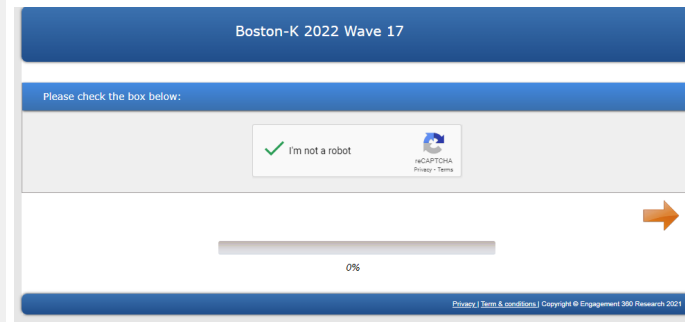 Boston-K 2022 Wave 17
Please check the box below:
I'm not a robot
reCAPTCHA
Privacy - Terms
0%
Privacy | Term & conditions | Copyright © Engagement 360 Research 2021